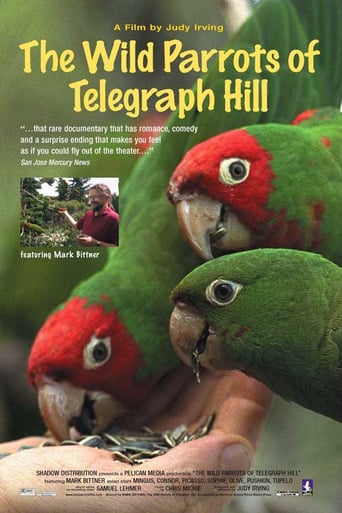 A Film by Judy Irving
The Wild Parrots of
Telegraph Hill
“...that rare documentary that has romance, comedy
and a surprise ending that makes you feel
as if you could fly out of the theater....”
San Jose Mercury News
featuring Mark Bittner
SHADOW DISTRIBUTION presents a PELICAN MEDIA production "THE WILD PARROTS OF TELEGRAPH HILL"
Featuring MARK BITTNER avian stars MINGUS, CONNOR, PICASSO, SOPHIE, OLIVE, PUSHKIN, TUPELO
SAMUEL LEHMER CHRIS MICHIE JUDY IRVING